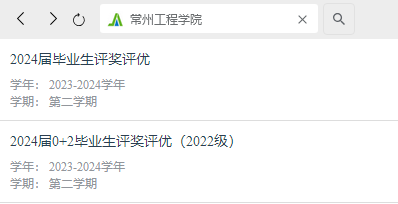 常州工程学院
2024届毕业生评奖评优
学年： 2023-2024学年
学期： 第二学期
2024届0+2毕业生评奖评优（2022级）
学年： 2023-2024学年
学期： 第二学期